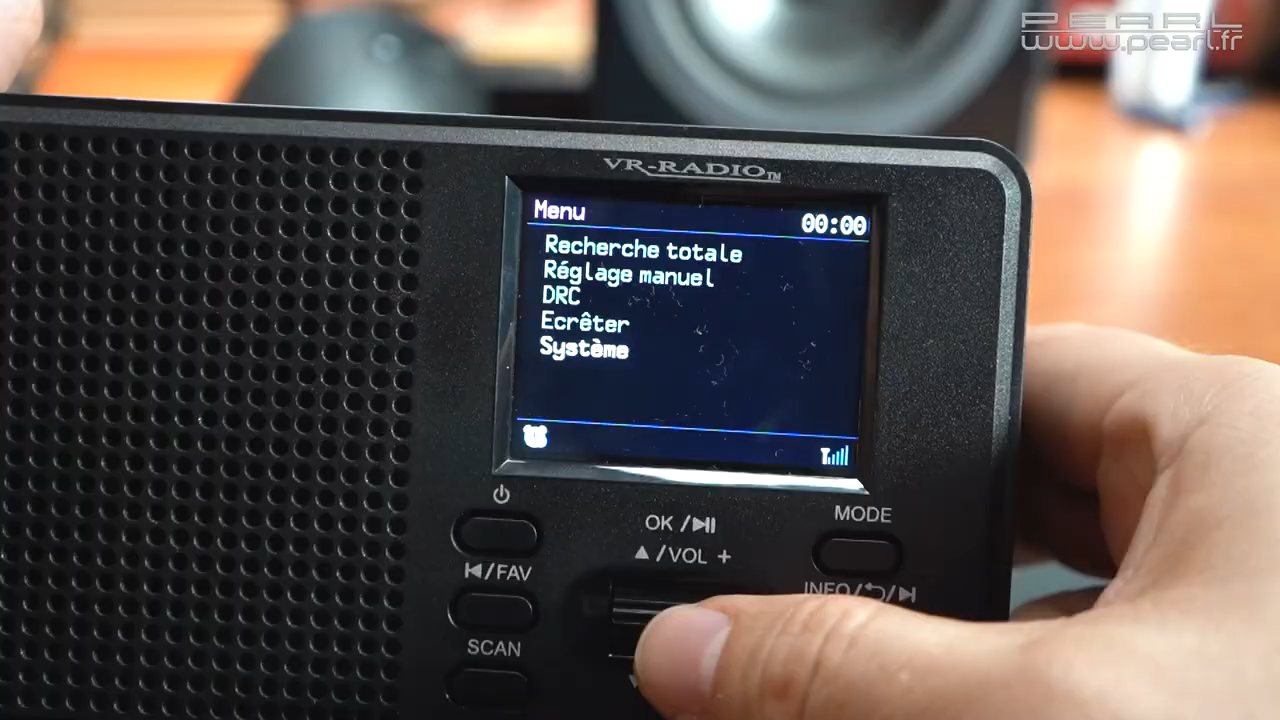 PEARL
www.pearl.fr
VR-RADIO TM
Menu 00:00
Recherche totale
Réglage manuel
DRC
Ecrêter
Système
OK /
MODE
/VOL +
/FAV
INFO/ /
SCAN